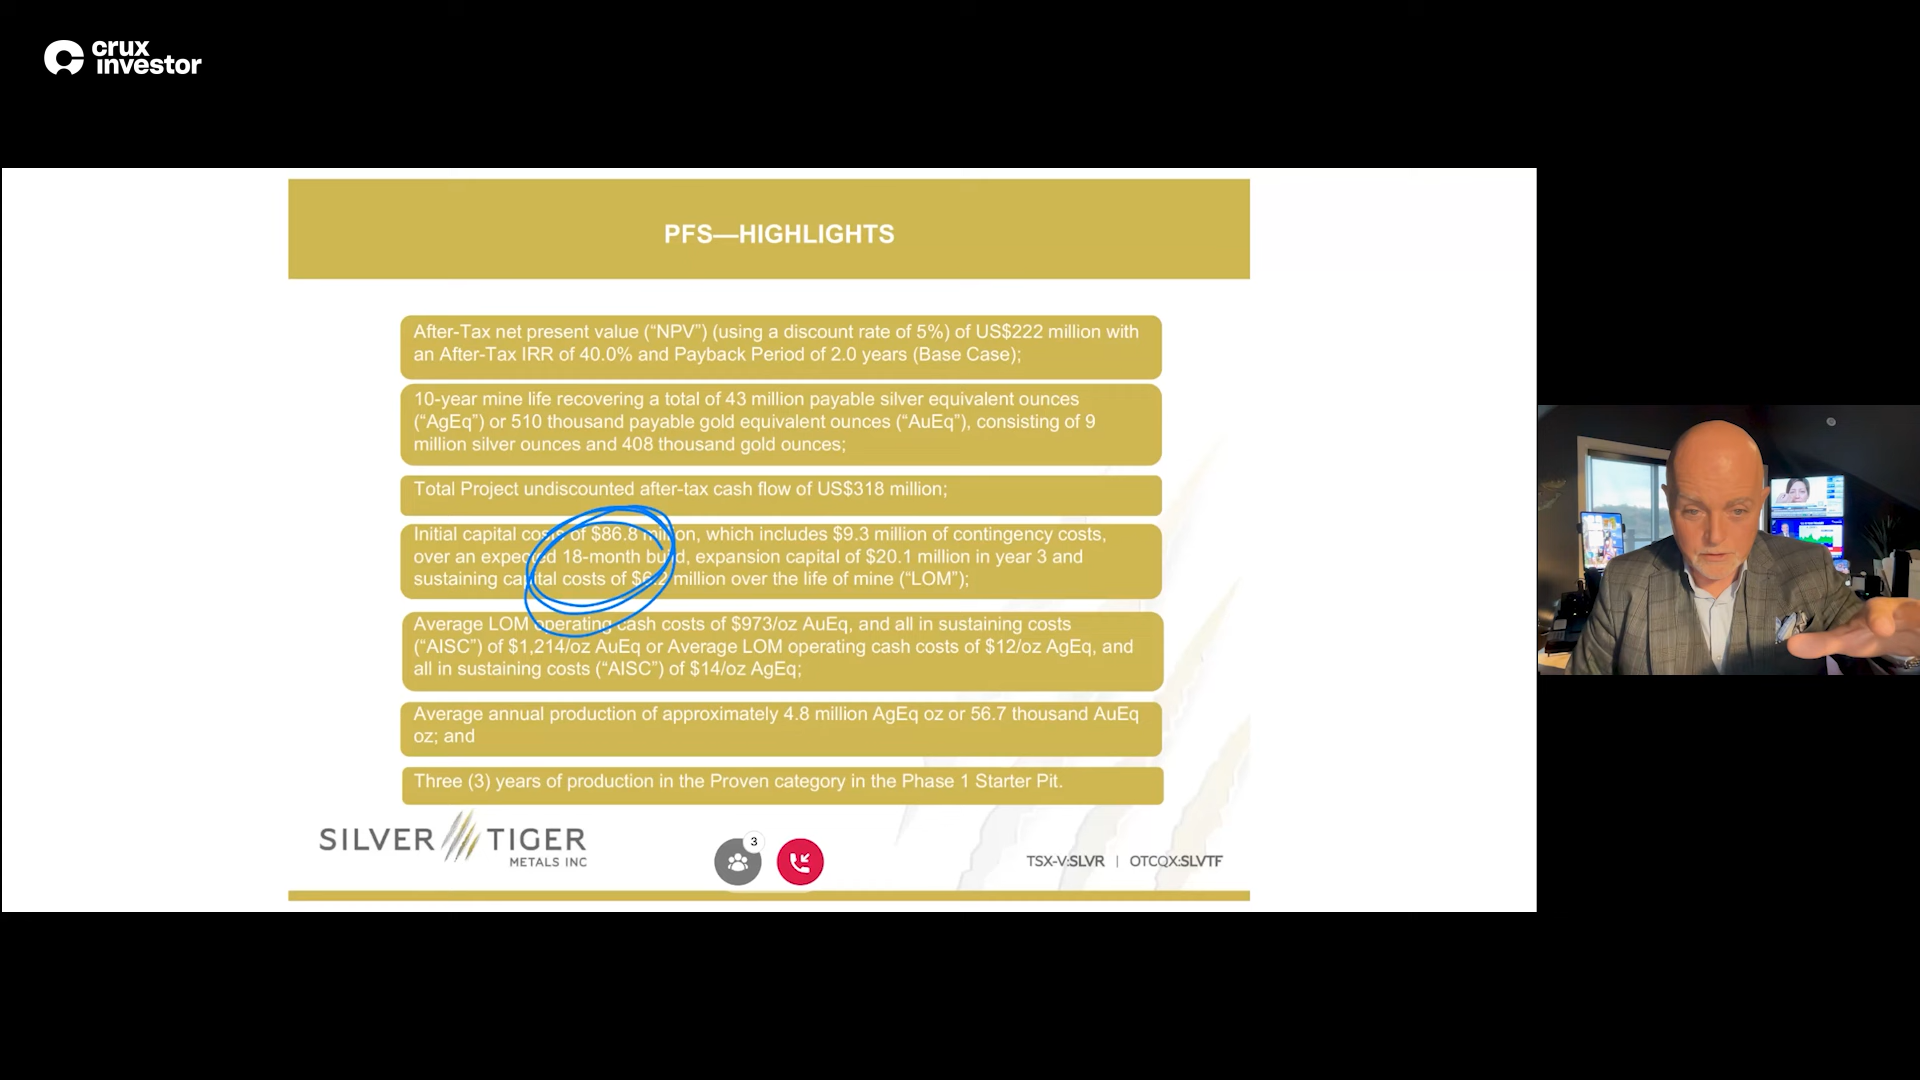 crux
investor
PFS—HIGHLIGHTS
After-Tax net present value (“NPV”) (using a discount rate of 5%) of US$222 million with
an After-Tax IRR of 40.0% and Payback Period of 2.0 years (Base Case);
10-year mine life recovering a total of 43 million payable silver equivalent ounces
(“AgEq”) or 510 thousand payable gold equivalent ounces (“AuEq”), consisting of 9
million silver ounces and 408 thousand gold ounces;
Total Project undiscounted after-tax cash flow of US$318 million;
Initial capital costs of $86.8 million, which includes $9.3 million of contingency costs,
over an expected 18-month build, expansion capital of $20.1 million in year 3 and
sustaining capital costs of $6.2 million over the life of mine (“LOM”);
Average LOM operating cash costs of $973/oz AuEq, and all in sustaining costs
(“AISC”) of $1,214/oz AuEq or Average LOM operating cash costs of $12/oz AgEq, and
all in sustaining costs (“AISC”) of $14/oz AgEq;
Average annual production of approximately 4.8 million AgEq oz or 56.7 thousand AuEq
oz; and
Three (3) years of production in the Proven category in the Phase 1 Starter Pit.
SILVER TIGER
METALS INC
3
TSX-V:SLVR | OTCQX:SLVTF